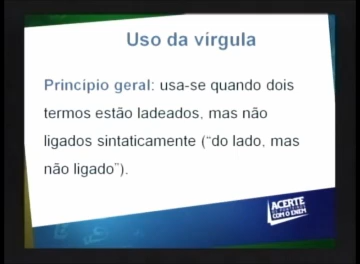 Uso da vírgula
Principio geral: usa-se quando dois
termos estão ladeados, mas não
ligados sintaticamente (“do lado, mas
não ligado”).
ACERTE
COM O ENEM